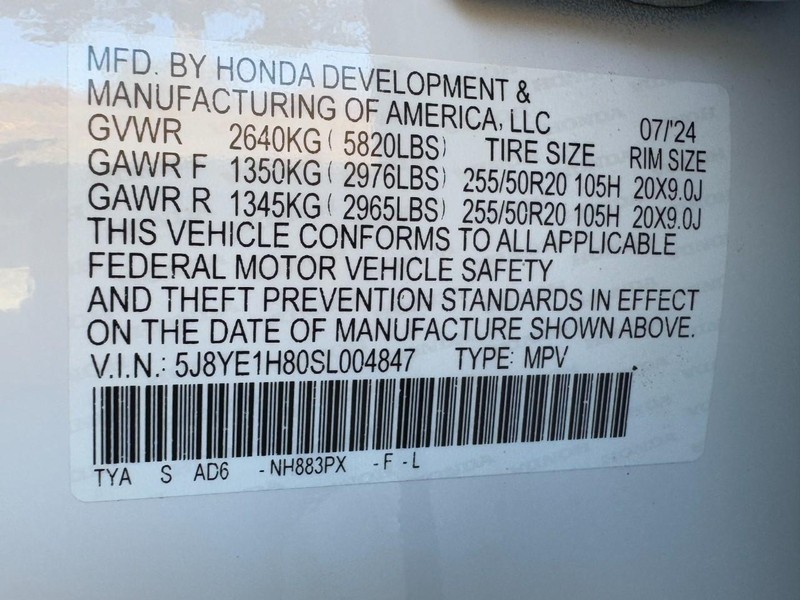 MFD. BY HONDA DEVELOPMENT &
MANUFACTURING OF AMERICA, LLC 07/'24
GVWR 2640KG ( 5820LBS) TIRE SIZE RIM SIZE
GAWR F 1350KG ( 2976LBS) 255/50R20 105H 20X9.0J
GAWR R 1345KG ( 2965LBS) 255/50R20 105H 20X9.0J
THIS VEHICLE CONFORMS TO ALL APPLICABLE
FEDERAL MOTOR VEHICLE SAFETY
AND THEFT PREVENTION STANDARDS IN EFFECT
ON THE DATE OF MANUFACTURE SHOWN ABOVE.
V.I.N.: 5J8YE1H80SL004847 TYPE: MPV
TYA S AD6 -NH883PX -F -L